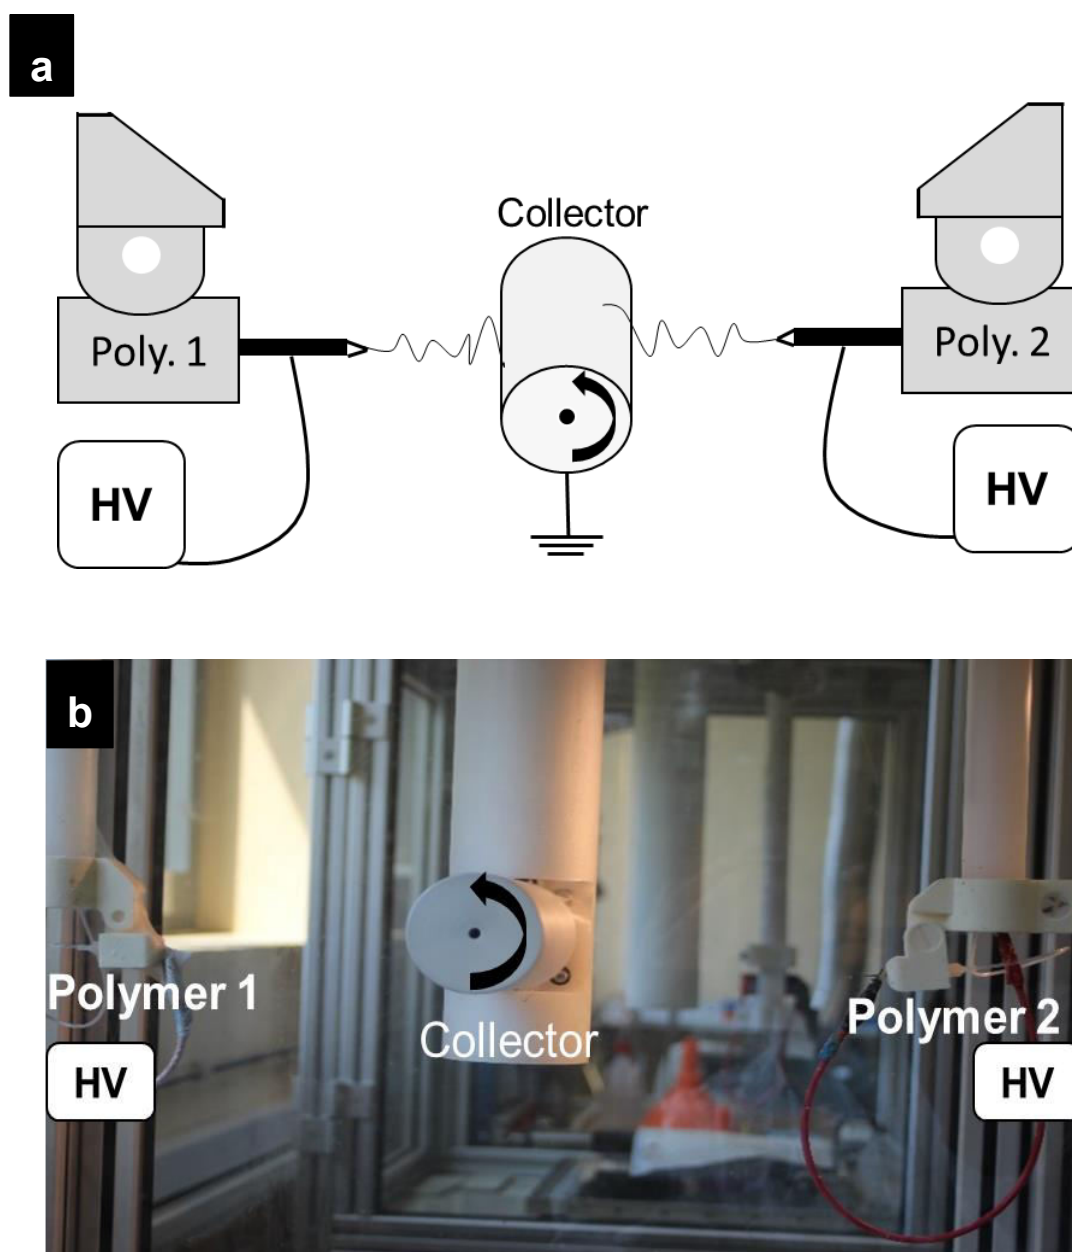 a
Collector
Poly. 1
Poly. 2
HV
HV
b
Polymer 1
Polymer 2
Collector
HV
HV